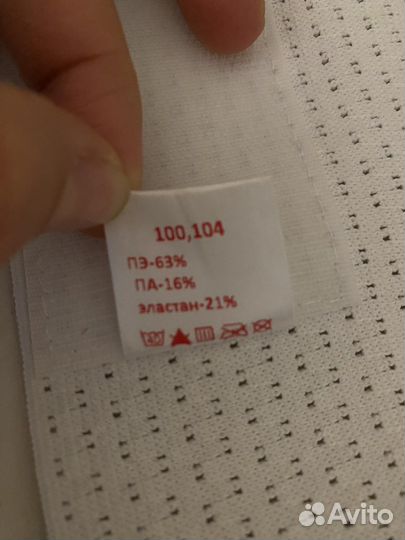 100,104
ПЭ-63%
ПА-16%
эластан-21%
Avito